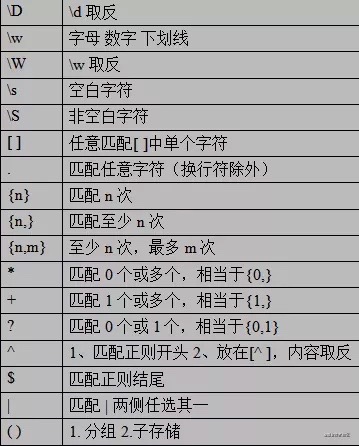 \D \d 取反
\w 字母 数字 下划线
\W \w 取反
\s 空白字符
\S 非空白字符
[ ] 任意匹配[ ]中单个字符
. 匹配任意字符（换行符除外）
{n} 匹配 n 次
{n,} 匹配至少 n 次
{n,m} 至少 n 次，最多 m 次
* 匹配 0 个或多个，相当于{0,}
+ 匹配 1 个或多个，相当于{1,}
? 匹配 0 个或 1 个，相当于{0,1}
^ 1、匹配正则开头 2、放在[^ ]，内容取反
$ 匹配正则结尾
| 匹配 | 两侧任选其一
( ) 1. 分组 2.子存储